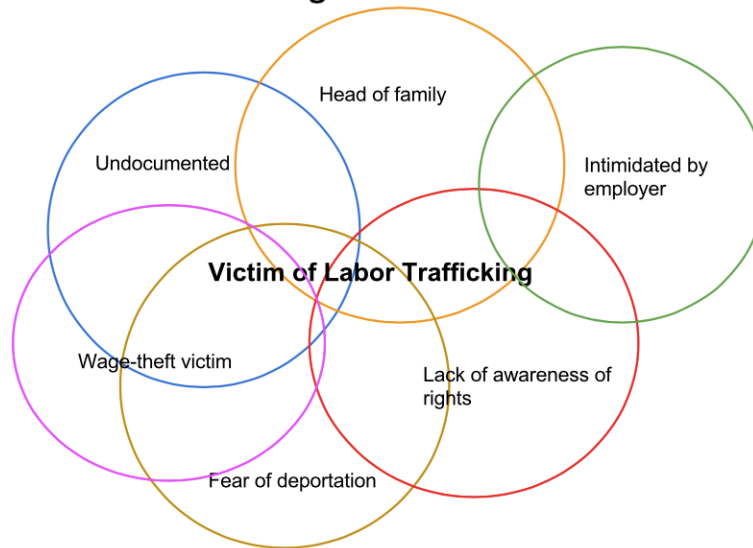 Head of family
Undocumented
Intimidated by
employer
Victim of Labor Trafficking
Wage-theft victim
Lack of awareness of
rights
Fear of deportation